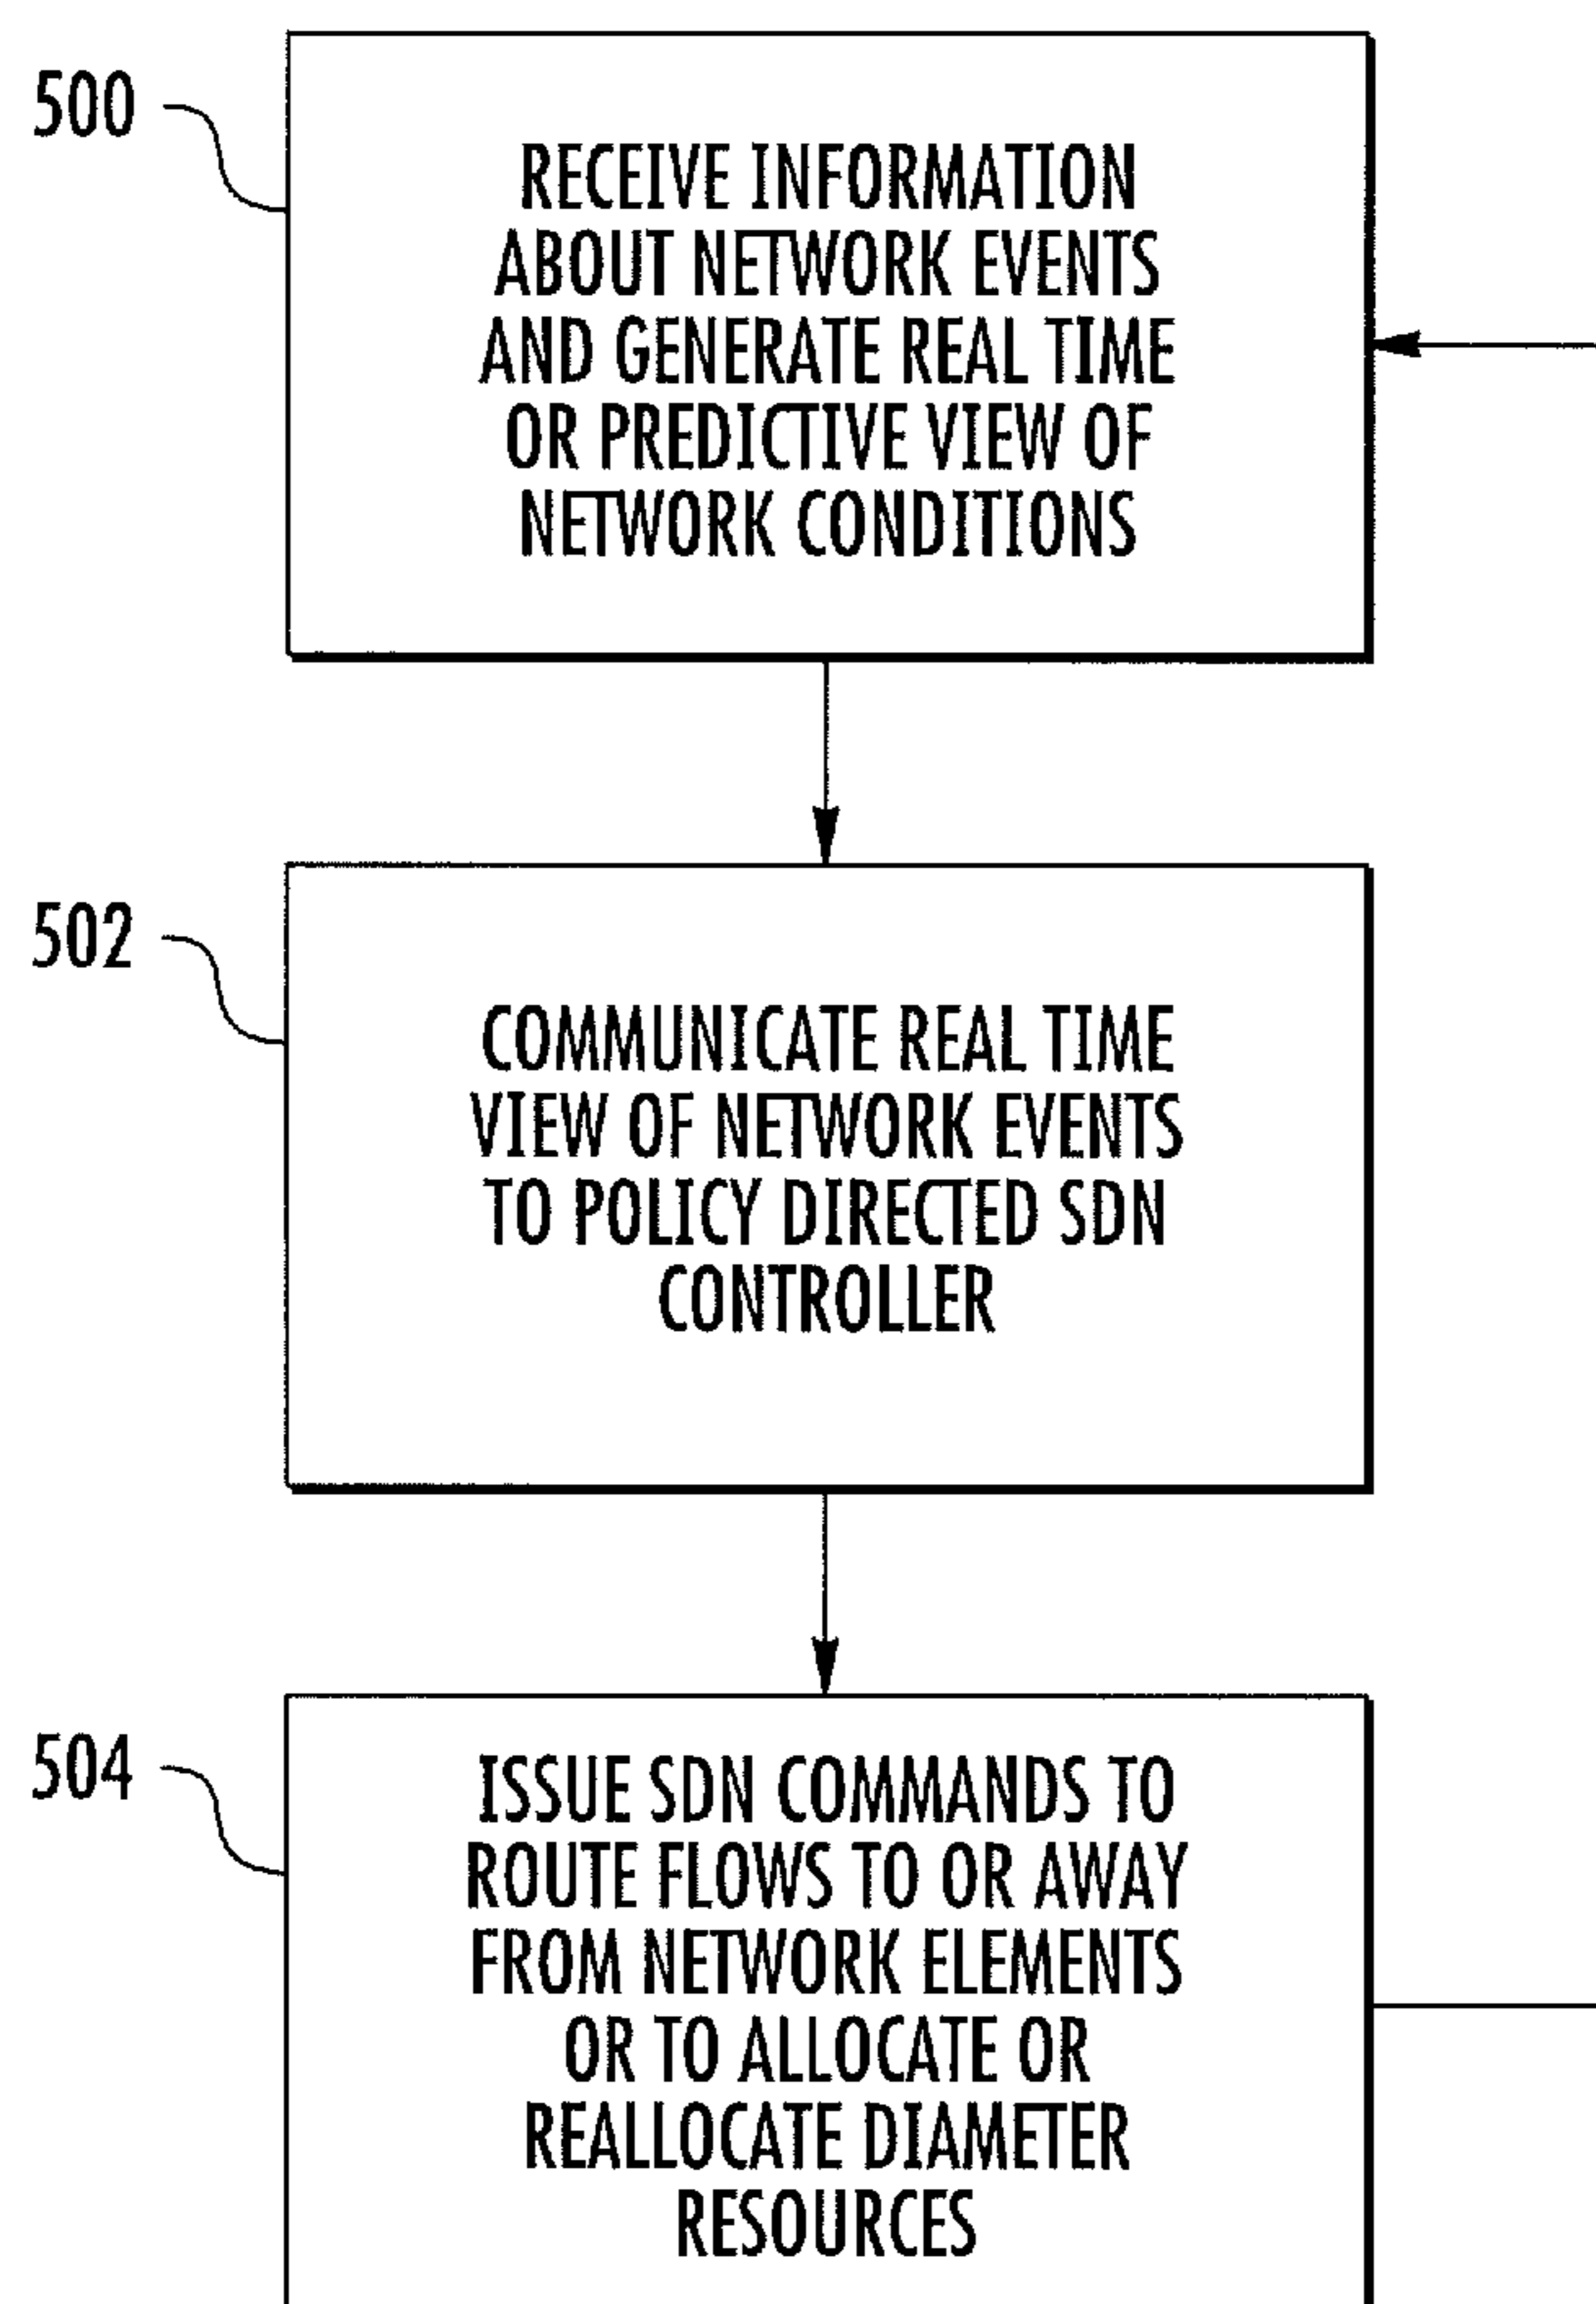 500
RECEIVE INFORMATION
ABOUT NETWORK EVENTS
AND GENERATE REAL TIME
OR PREDICTIVE VIEW OF
NETWORK CONDITIONS
502
COMMUNICATE REAL TIME
VIEW OF NETWORK EVENTS
TO POLICY DIRECTED SDN
CONTROLLER
504
ISSUE SDN COMMANDS TO
ROUTE FLOWS TO OR AWAY
FROM NETWORK ELEMENTS
OR TO ALLOCATE OR
REALLOCATE DIAMETER
RESOURCES